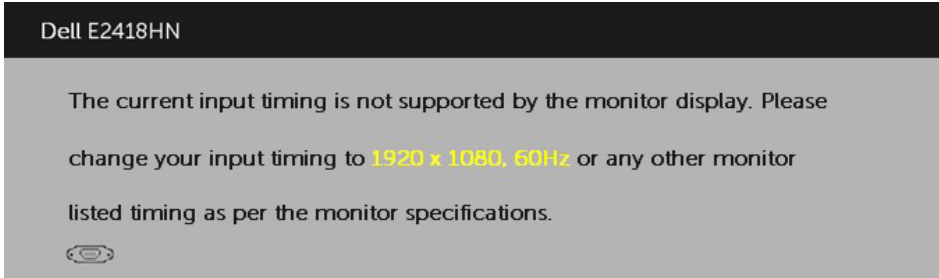 Dell E2418HN
The current input timing is not supported by the monitor display. Please
change your input timing to 1920 x 1080, 60Hz or any other monitor
listed timing as per the monitor specifications.